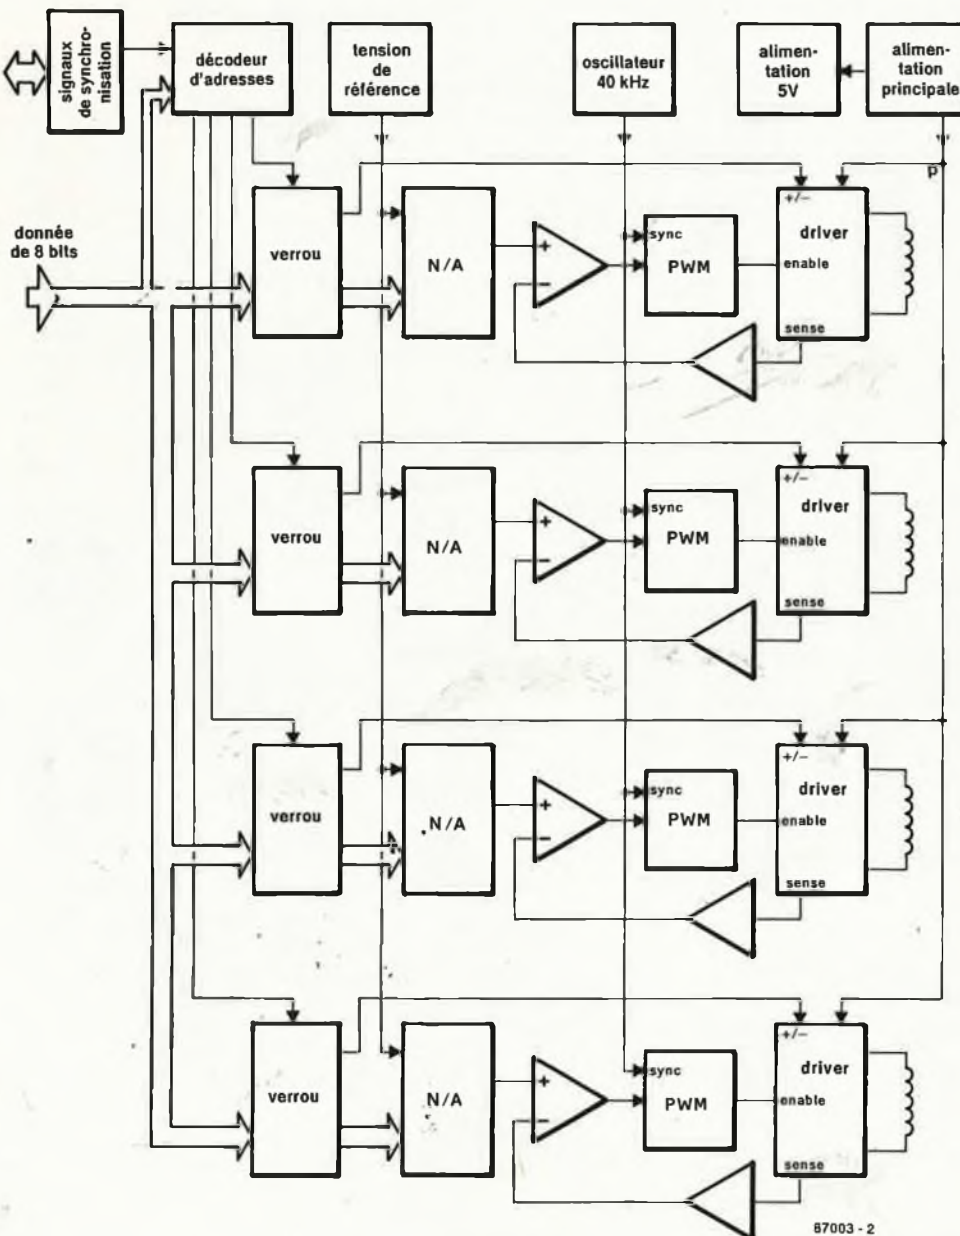 signaux
de synchro-
nisation
décodeur
d'adresses
tension
de
référence
oscillateur
40 kHz
alimen-
tation
5V
alimen-
tation
principale
donnée
de 8 bits
verrou
N/A
+
−
sync
PWM
P
+/−
driver
enable
sense
verrou
N/A
+
−
sync
PWM
+/−
driver
enable
sense
verrou
N/A
+
−
sync
PWM
+/−
driver
enable
sense
verrou
N/A
+
−
sync
PWM
+/−
driver
enable
sense
87003 - 2